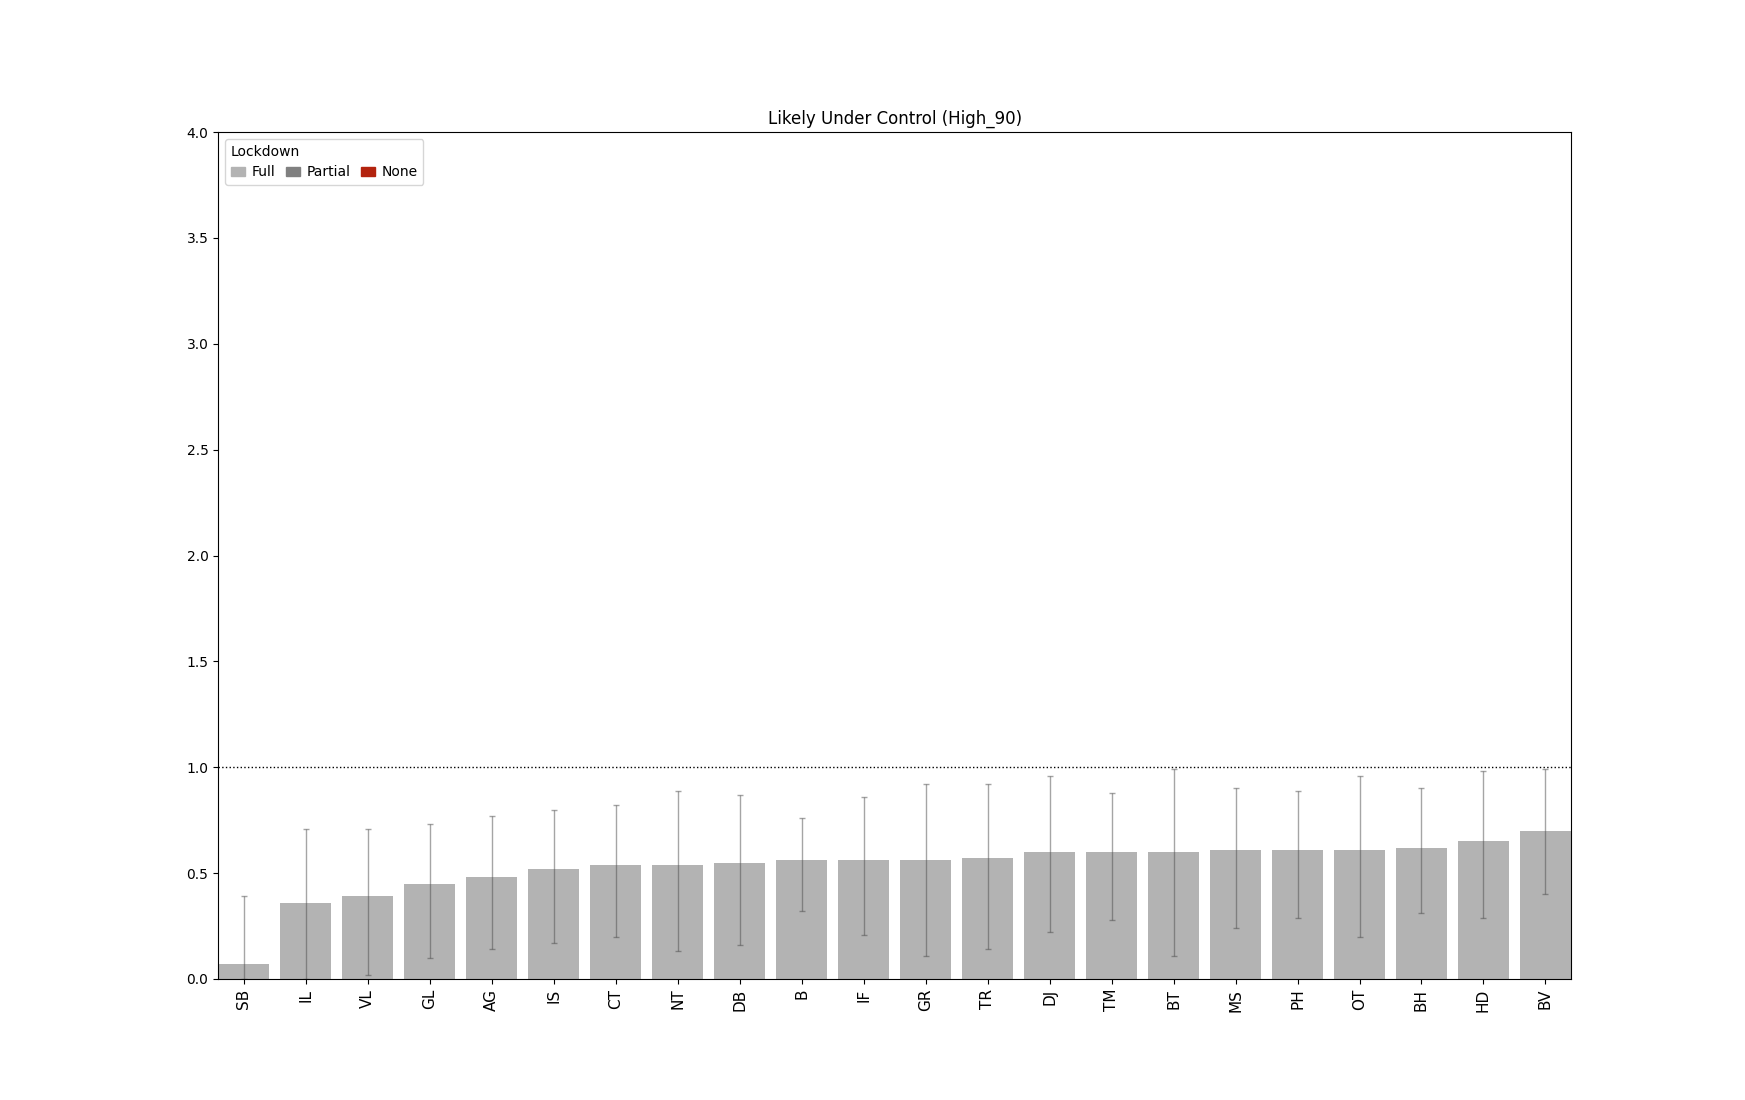 Likely Under Control (High_90)
4.0
Lockdown
Full Partial None
3.5
3.0
2.5
2.0
1.5
1.0
0.5
0.0
SB IL VL GL AG IS CT NT DB B IF GR TR DJ TM BT MS PH OT BH HD BV